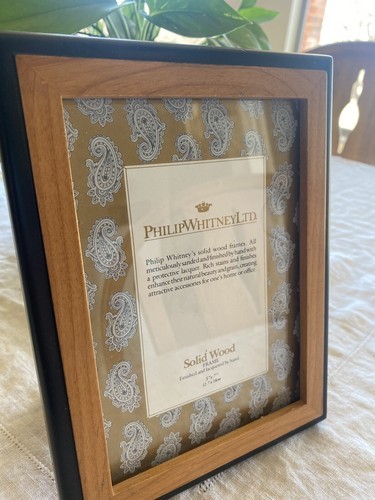 PHILIP WHITNEY LTD.
Philip Whitney's solid wood frames. All
meticulously sanded and finished by hand with
a protective lacquer. Rich stains and finishes
enhance their natural beauty and grain, creating
attractive accessories for one's home or office.
Solid Wood
FRAME
Finished and lacquered by hand.